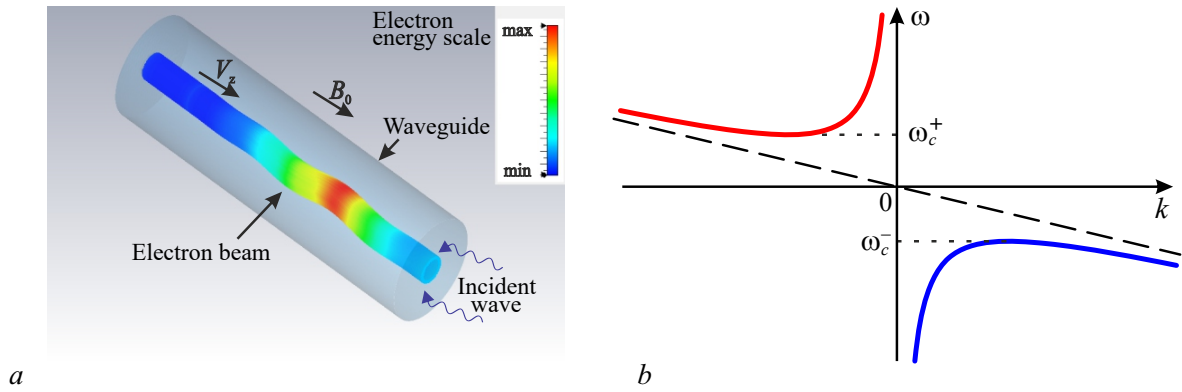 Electron
energy scale
max
min
V_z
B_0
Waveguide
Electron beam
Incident
wave
a
ω
ω_c^+
0
k
ω_c^−
b